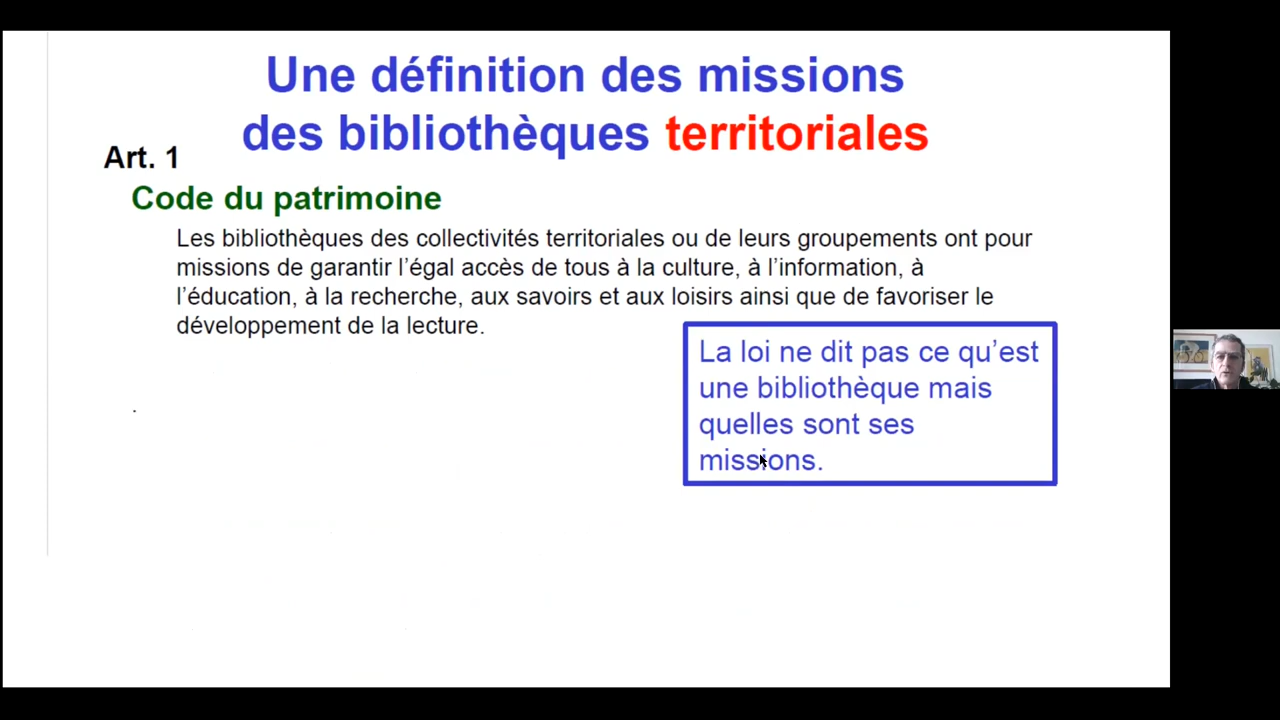 Une définition des missions
des bibliothèques territoriales
Art. 1
Code du patrimoine
Les bibliothèques des collectivités territoriales ou de leurs groupements ont pour
missions de garantir l’égal accès de tous à la culture, à l’information, à
l’éducation, à la recherche, aux savoirs et aux loisirs ainsi que de favoriser le
développement de la lecture.
La loi ne dit pas ce qu’est
une bibliothèque mais
quelles sont ses
missions.
.